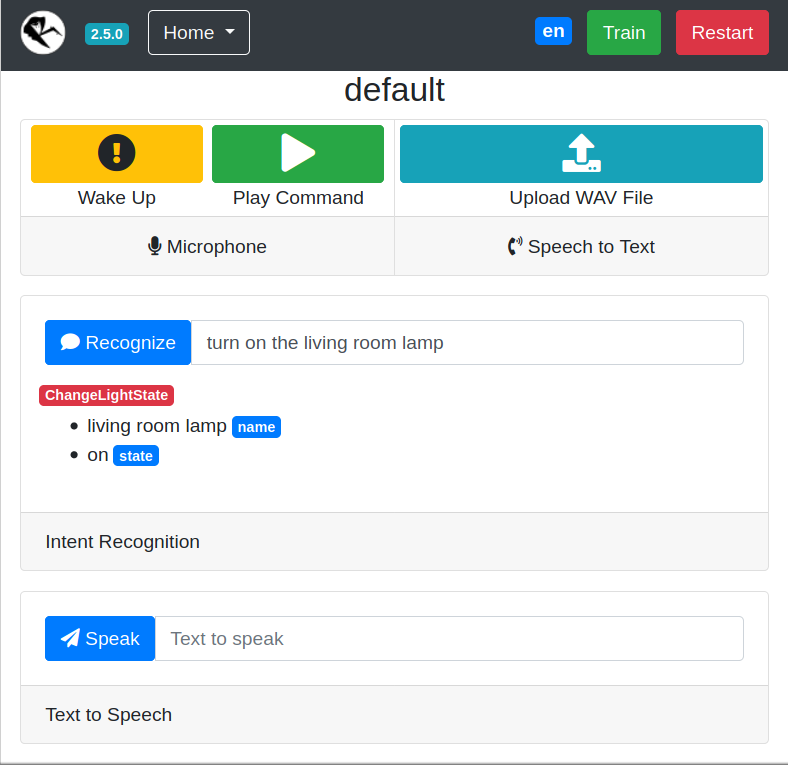 2.5.0 Home en Train Restart
default
Wake Up Play Command Upload WAV File
Microphone Speech to Text
Recognize turn on the living room lamp
ChangeLightState
living room lamp name
on state
Intent Recognition
Speak Text to speak
Text to Speech